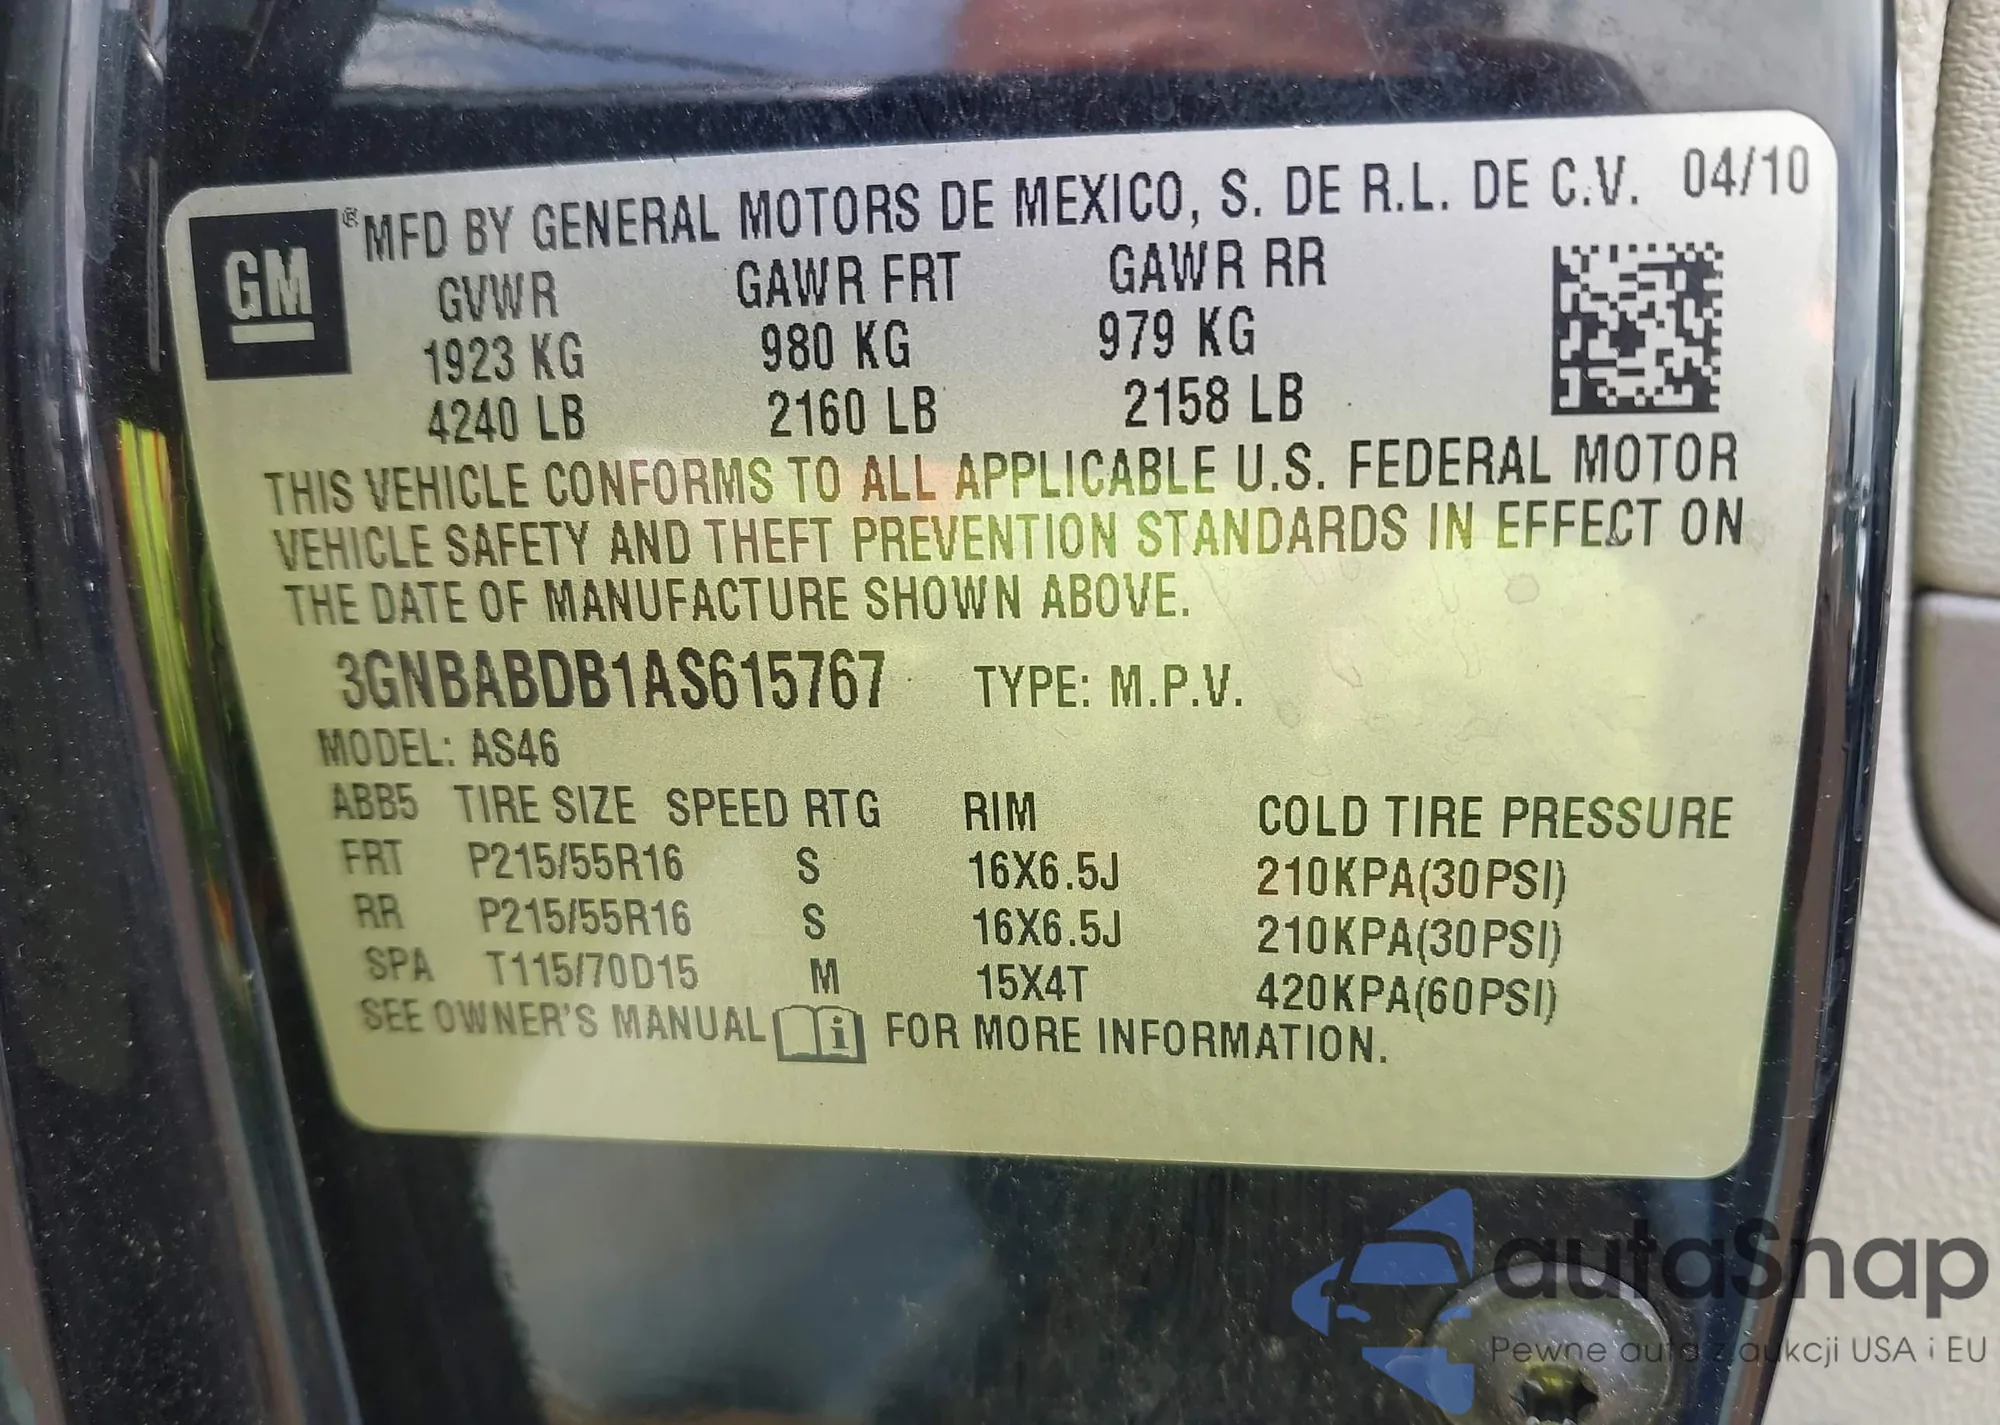 GM ® MFD BY GENERAL MOTORS DE MEXICO, S. DE R.L. DE C.V. 04/10
GVWR GAWR FRT GAWR RR
1923 KG 980 KG 979 KG
4240 LB 2160 LB 2158 LB
THIS VEHICLE CONFORMS TO ALL APPLICABLE U.S. FEDERAL MOTOR
VEHICLE SAFETY AND THEFT PREVENTION STANDARDS IN EFFECT ON
THE DATE OF MANUFACTURE SHOWN ABOVE.
3GNBABDB1AS615767 TYPE: M.P.V.
MODEL: AS46
ABB5 TIRE SIZE SPEED RTG RIM COLD TIRE PRESSURE
FRT P215/55R16 S 16X6.5J 210KPA(30PSI)
RR P215/55R16 S 16X6.5J 210KPA(30PSI)
SPA T115/70D15 M 15X4T 420KPA(60PSI)
SEE OWNER'S MANUAL i FOR MORE INFORMATION.
autoSnap
Pewne auto z aukcji USA i EU